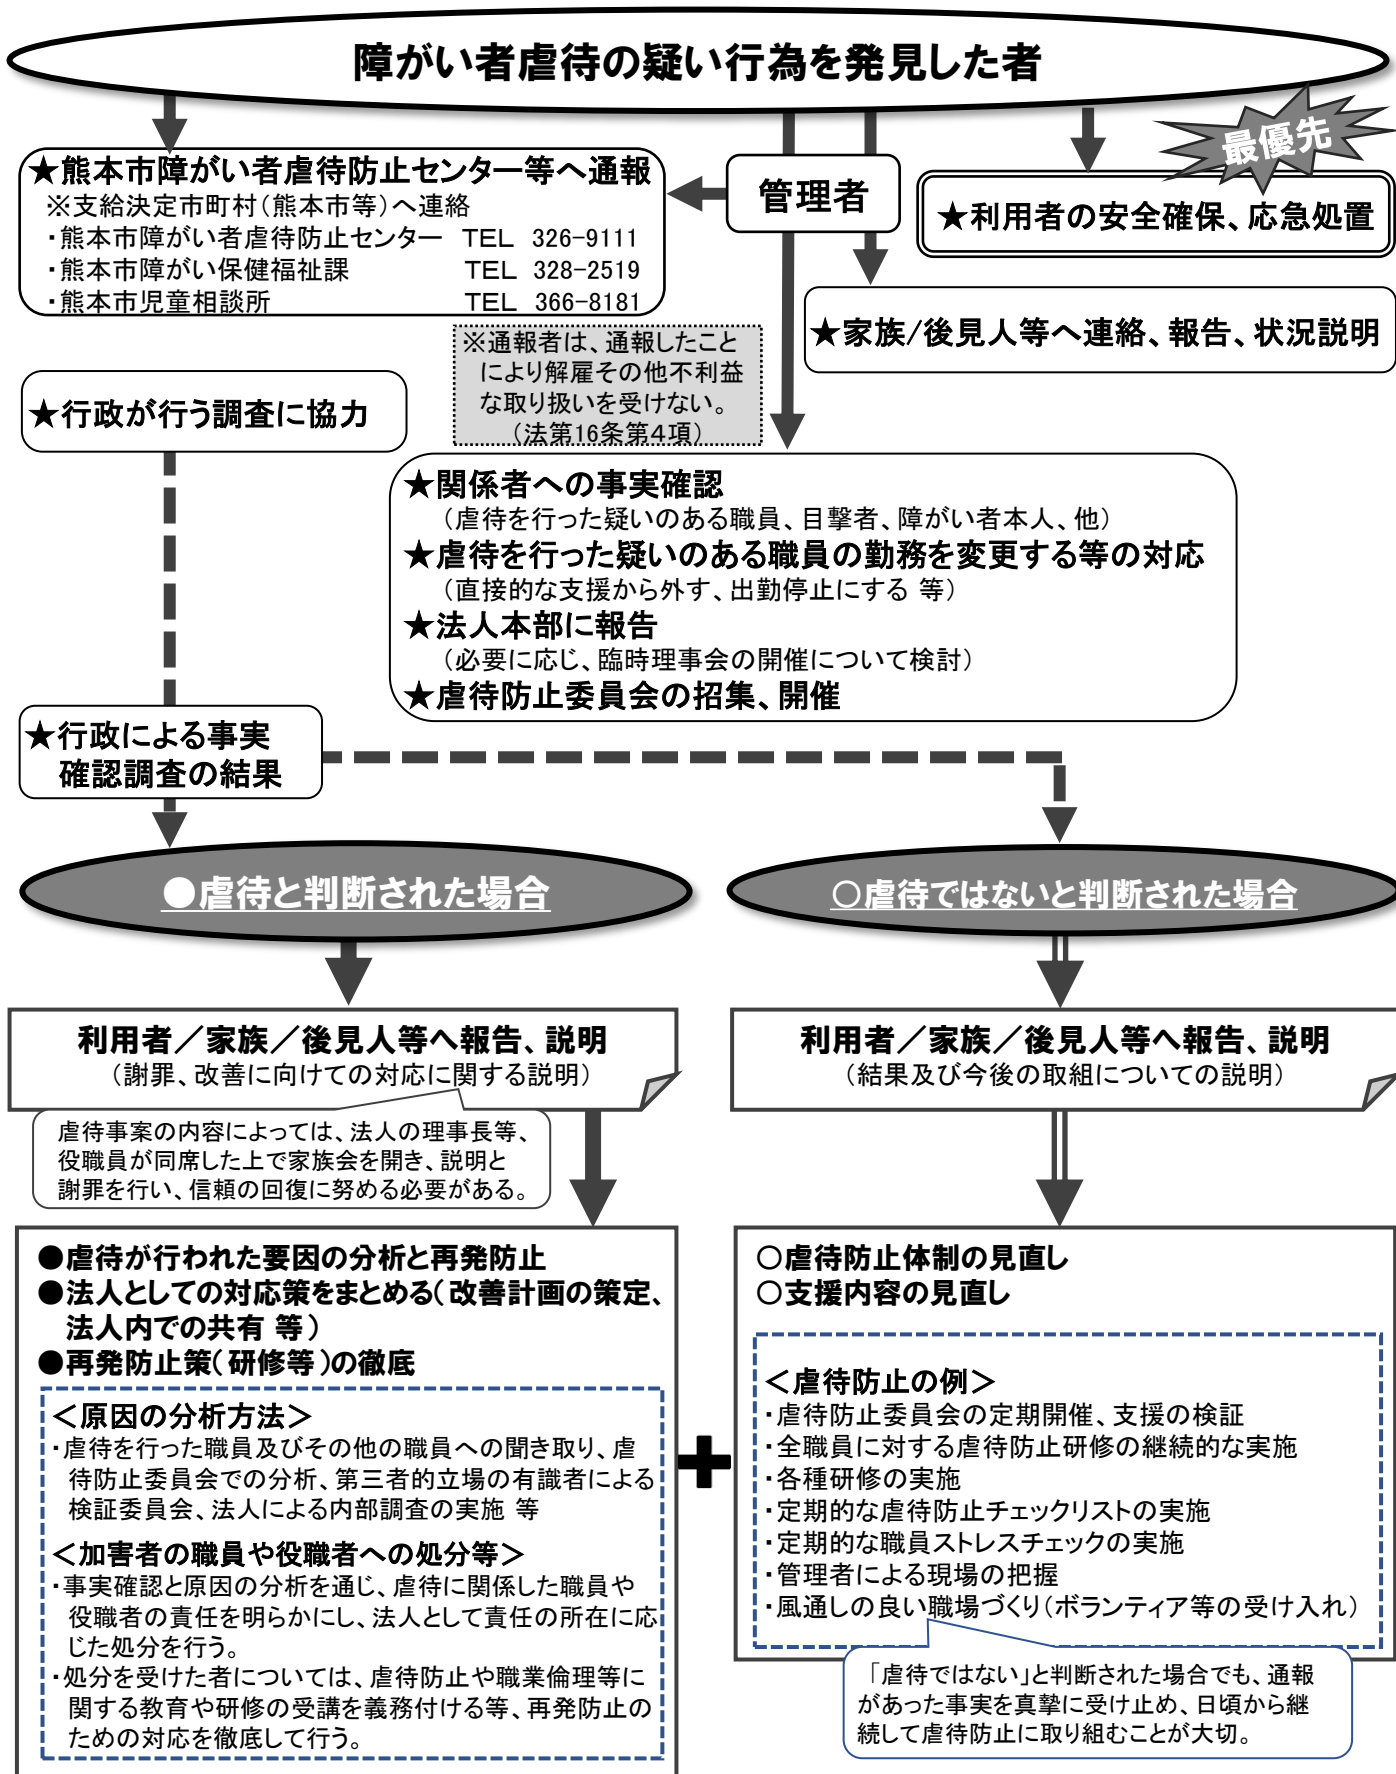 障がい者虐待の疑い行為を発見した者
最優先
★熊本市障がい者虐待防止センター等へ通報
※支給決定市町村(熊本市等)へ連絡
・熊本市障がい者虐待防止センター TEL 326-9111
・熊本市障がい保健福祉課 TEL 328-2519
・熊本市児童相談所 TEL 366-8181
管理者
★利用者の安全確保、応急処置
★家族/後見人等へ連絡、報告、状況説明
※通報者は、通報したこと
により解雇その他不利益
な取り扱いを受けない。
(法第16条第4項)
★行政が行う調査に協力
★関係者への事実確認
(虐待を行った疑いのある職員、目撃者、障がい者本人、他)
★虐待を行った疑いのある職員の勤務を変更する等の対応
(直接的な支援から外す、出勤停止にする 等)
★法人本部に報告
(必要に応じ、臨時理事会の開催について検討)
★虐待防止委員会の招集、開催
★行政による事実
確認調査の結果
●虐待と判断された場合
○虐待ではないと判断された場合
利用者/家族/後見人等へ報告、説明
(謝罪、改善に向けての対応に関する説明)
利用者/家族/後見人等へ報告、説明
(結果及び今後の取組についての説明)
虐待事案の内容によっては、法人の理事長等、
役職員が同席した上で家族会を開き、説明と
謝罪を行い、信頼の回復に努める必要がある。
●虐待が行われた要因の分析と再発防止
●法人としての対応策をまとめる(改善計画の策定、
法人内での共有 等)
●再発防止策(研修等)の徹底
<原因の分析方法>
・虐待を行った職員及びその他の職員への聞き取り、虐
待防止委員会での分析、第三者的立場の有識者による
検証委員会、法人による内部調査の実施 等
<加害者の職員や役職者への処分等>
・事実確認と原因の分析を通じ、虐待に関係した職員や
役職者の責任を明らかにし、法人として責任の所在に応
じた処分を行う。
・処分を受けた者については、虐待防止や職業倫理等に
関する教育や研修の受講を義務付ける等、再発防止の
ための対応を徹底して行う。
○虐待防止体制の見直し
○支援内容の見直し
<虐待防止の例>
・虐待防止委員会の定期開催、支援の検証
・全職員に対する虐待防止研修の継続的な実施
・各種研修の実施
・定期的な虐待防止チェックリストの実施
・定期的な職員ストレスチェックの実施
・管理者による現場の把握
・風通しの良い職場づくり(ボランティア等の受け入れ)
「虐待ではない」と判断された場合でも、通報
があった事実を真摯に受け止め、日頃から継
続して虐待防止に取り組むことが大切。